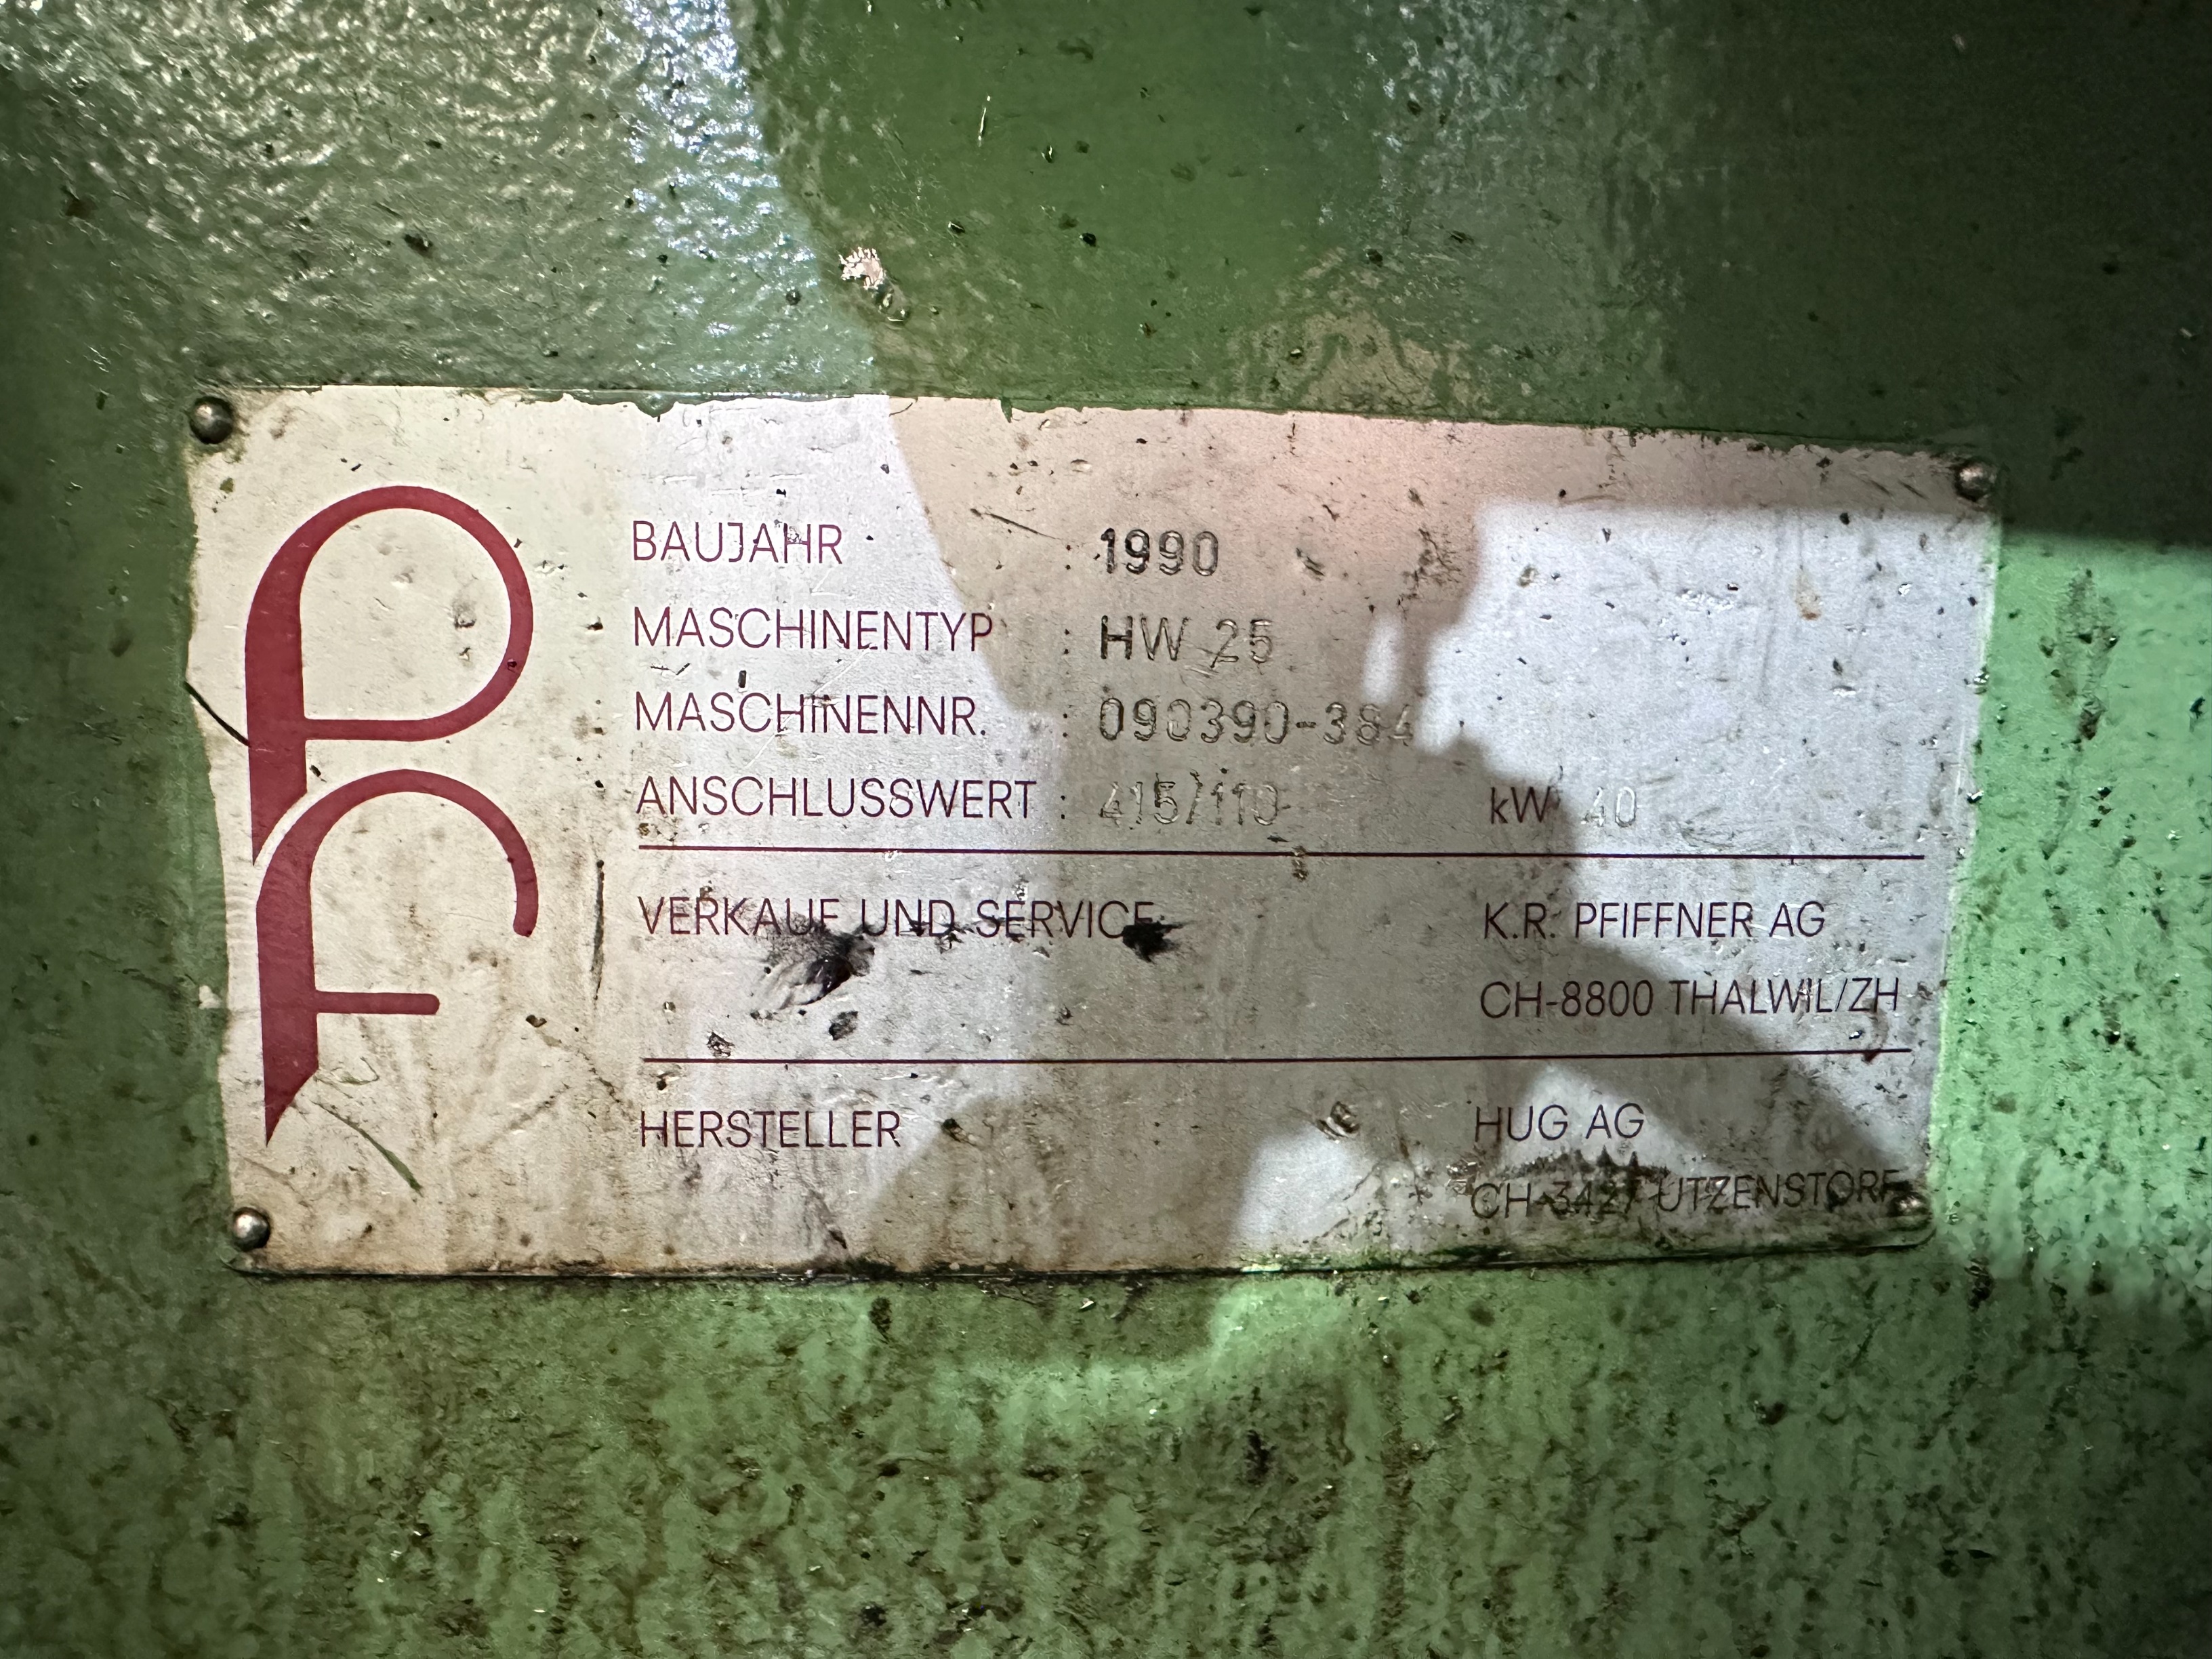 BAUJAHR : 1990
MASCHINENTYP : HW 25
MASCHINENNR. : 090390-384
ANSCHLUSSWERT : 415/110 kW 40
VERKAUF UND SERVICE K.R. PFIFFNER AG
CH-8800 THALWIL/ZH
HERSTELLER HUG AG
CH-3427 UTZENSTORF